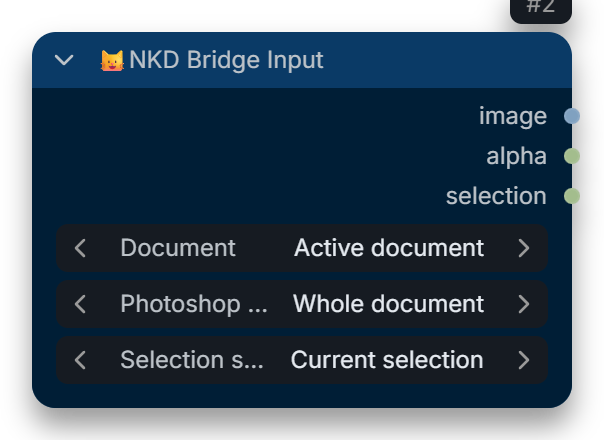 #2
NKD Bridge Input
image
alpha
selection
Document Active document
Photoshop ... Whole document
Selection s... Current selection